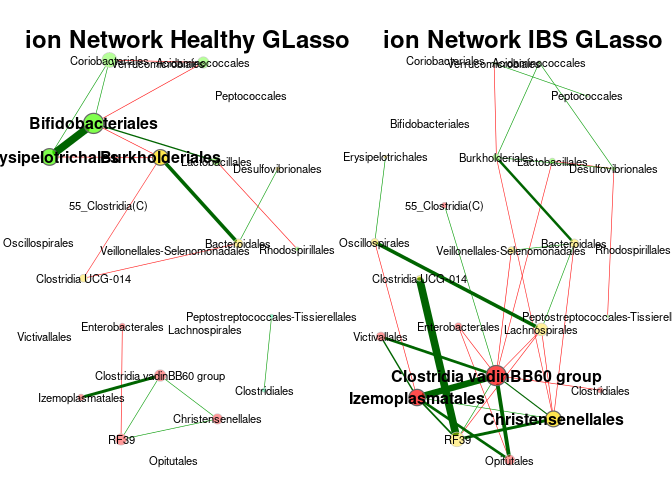 ion Network Healthy GLasso
Coriobacteriales
Verrucomicrobiales
Acidaminococcales
Peptococcales
Bifidobacteriales
Erysipelotrichales
Burkholderiales
Lactobacillales
Desulfovibrionales
55_Clostridia(C)
Oscillospirales
Veillonellales-Selenomonadales
Bacteroidales
Rhodospirillales
Clostridia UCG-014
Victivallales
Enterobacterales
Lachnospirales
Peptostreptococcales-Tissierellales
Clostridia vadinBB60 group
Izemoplasmatales
Clostridiales
Christensenellales
RF39
Opitutales
ion Network IBS GLasso
Coriobacteriales
Verrucomicrobiales
Acidaminococcales
Peptococcales
Bifidobacteriales
Erysipelotrichales
Burkholderiales
Lactobacillales
Desulfovibrionales
55_Clostridia(C)
Oscillospirales
Veillonellales-Selenomonadales
Bacteroidales
Rhodospirillales
Clostridia UCG-014
Victivallales
Enterobacterales
Lachnospirales
Peptostreptococcales-Tissierel
Clostridia vadinBB60 group
Izemoplasmatales
Clostridiales
Christensenellales
RF39
Opitutales